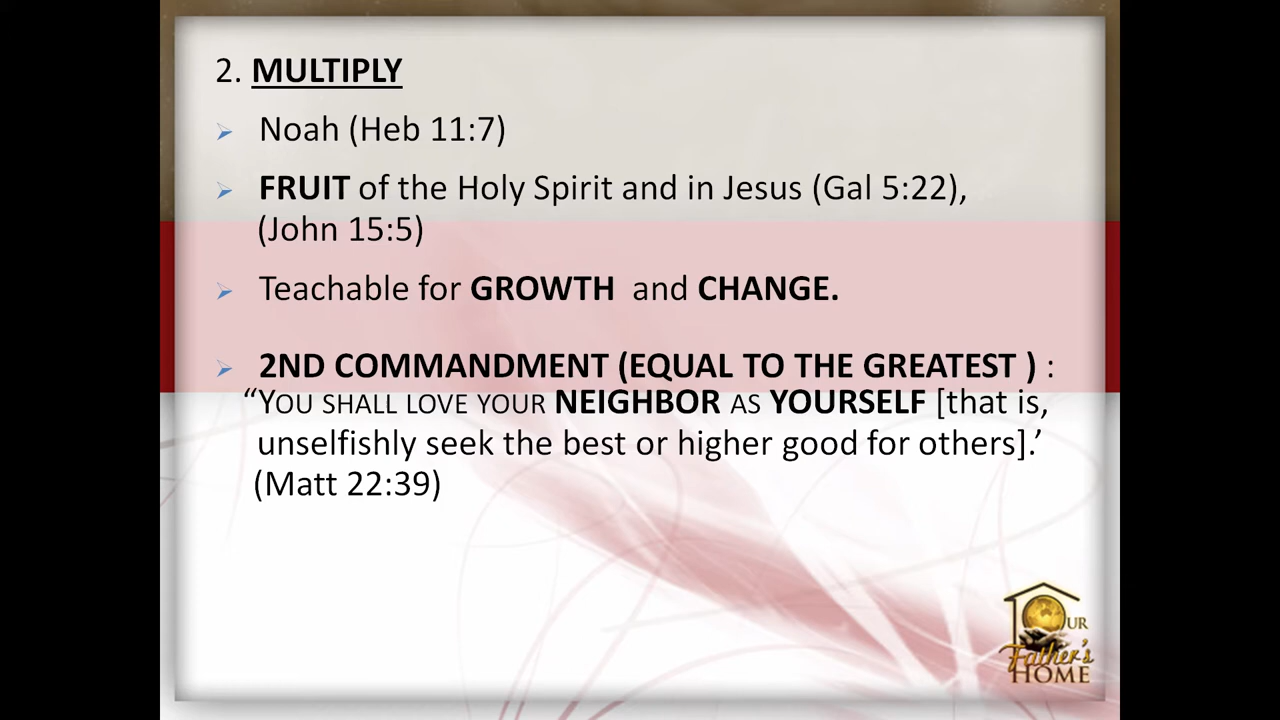 2. MULTIPLY
Noah (Heb 11:7)
FRUIT of the Holy Spirit and in Jesus (Gal 5:22),
(John 15:5)
Teachable for GROWTH and CHANGE.
2ND COMMANDMENT (EQUAL TO THE GREATEST ) :
“YOU SHALL LOVE YOUR NEIGHBOR AS YOURSELF [that is,
unselfishly seek the best or higher good for others].’
(Matt 22:39)
OUR
Father's
HOME